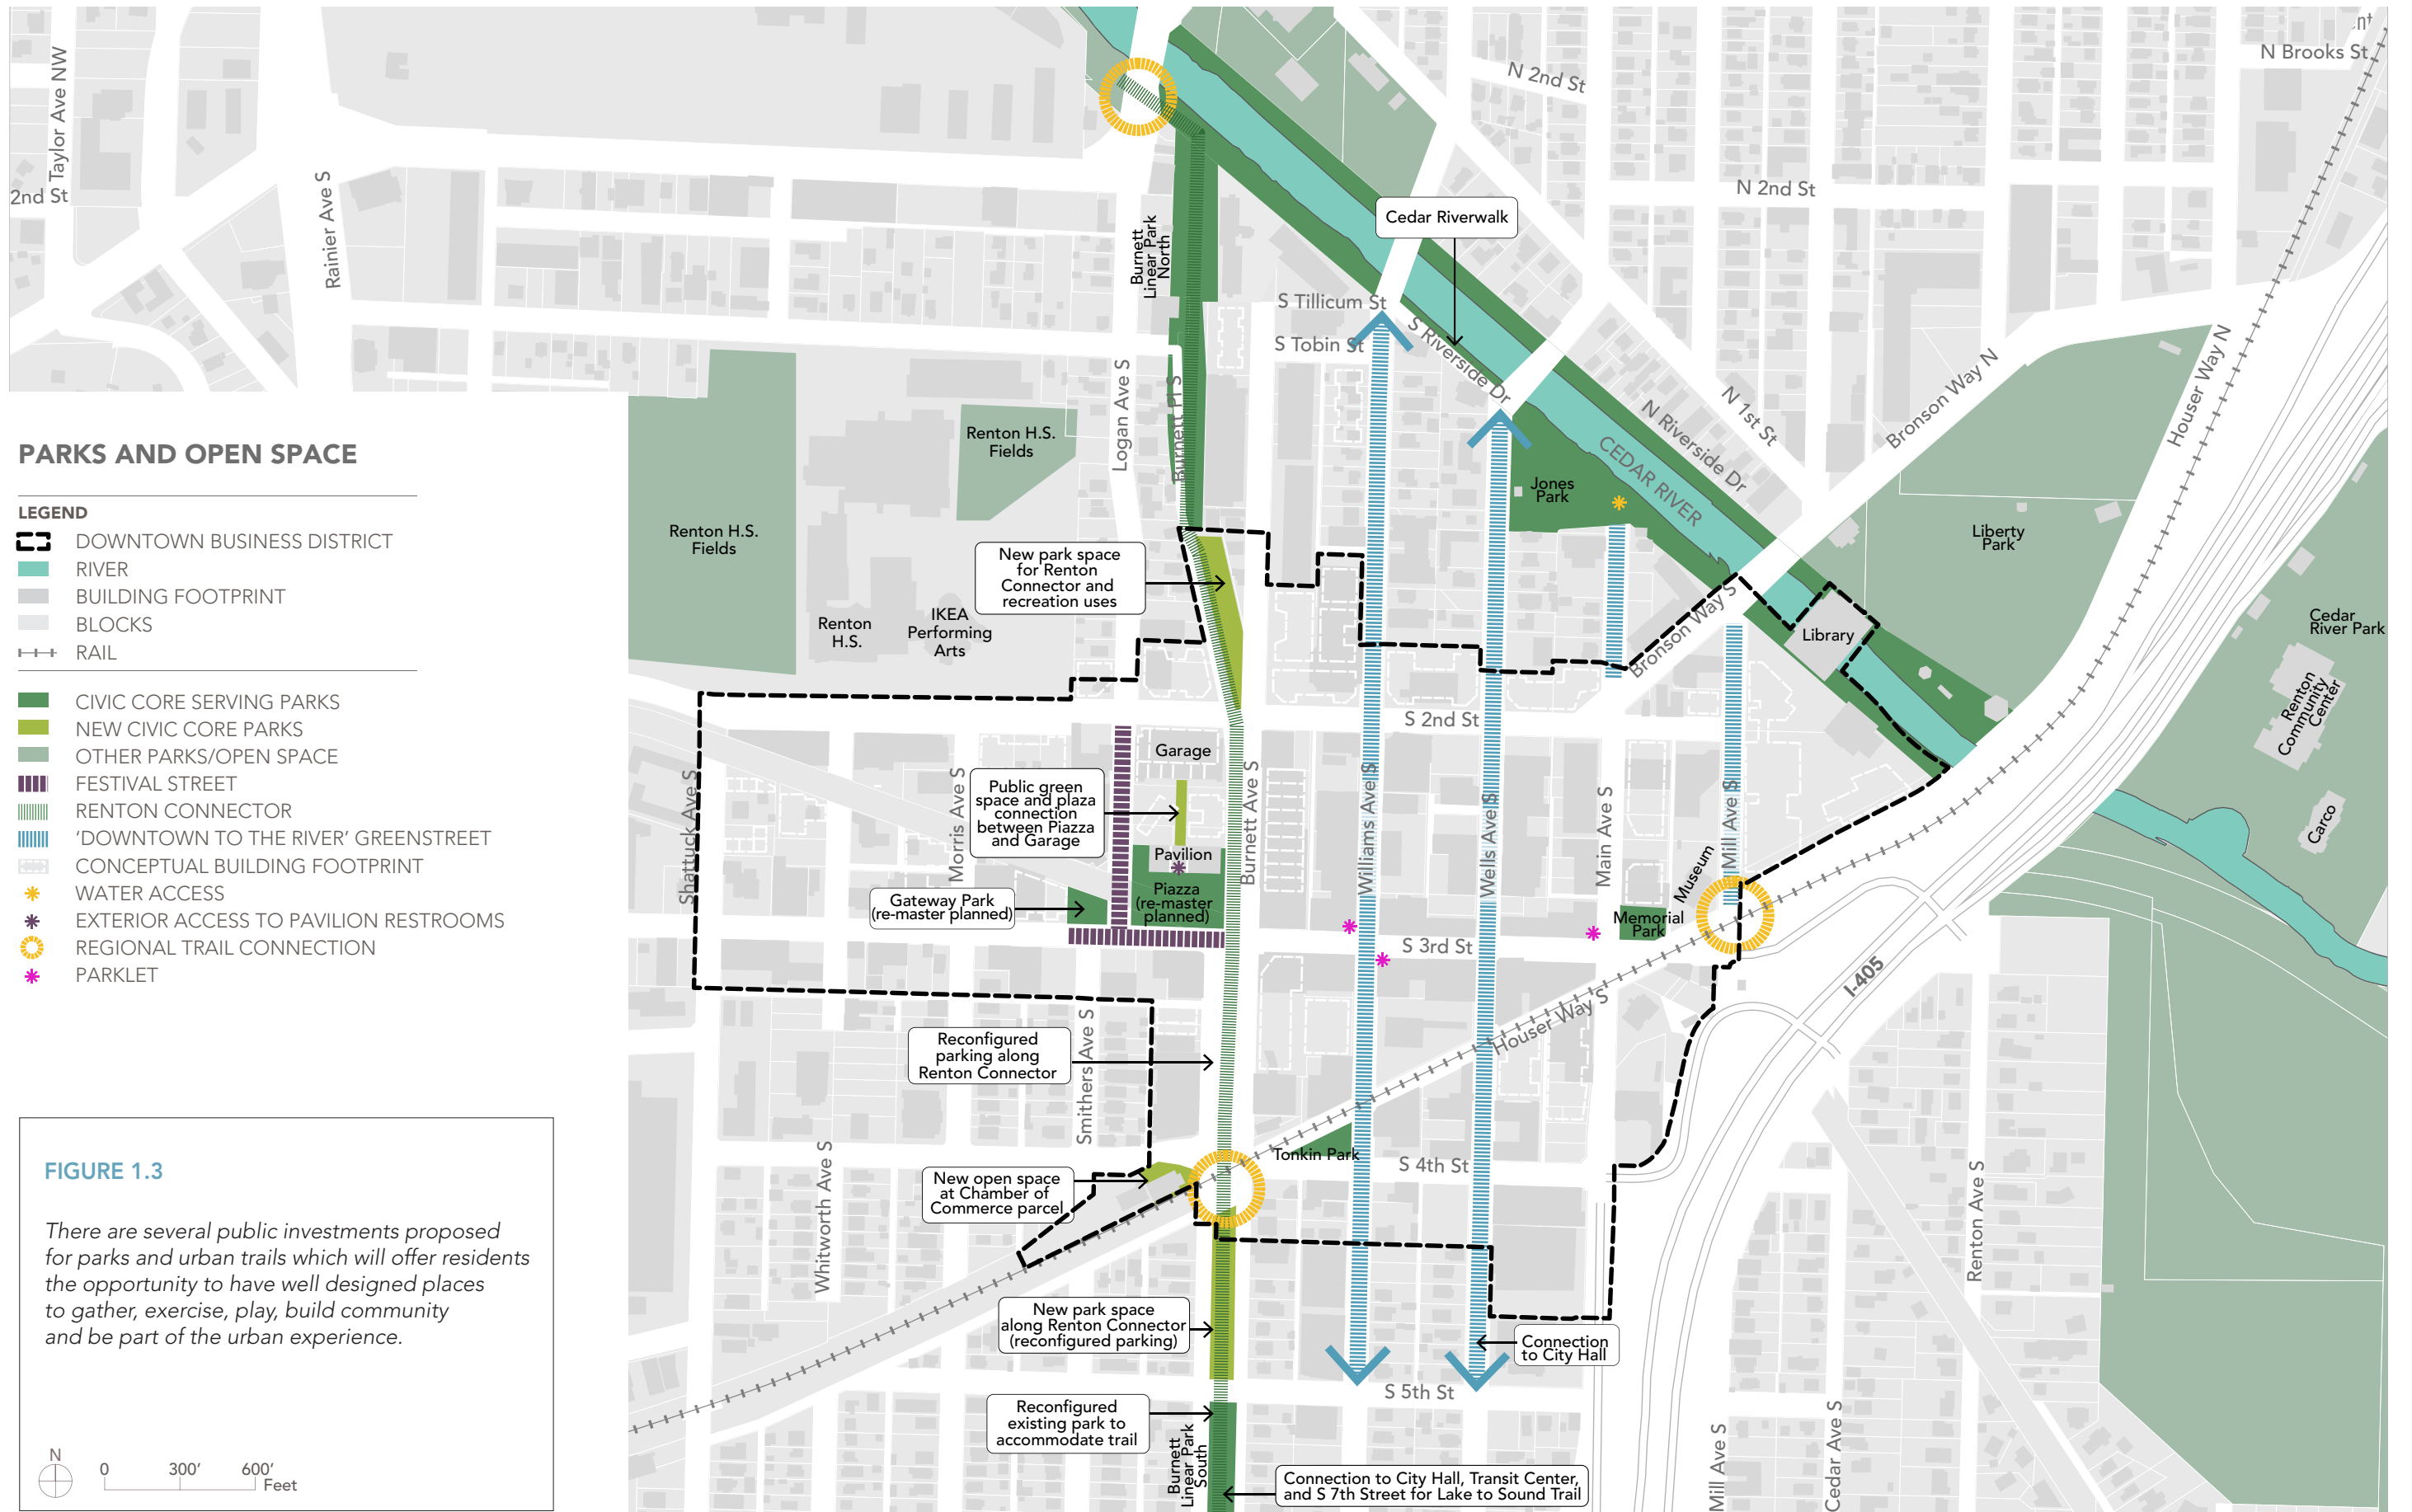 Taylor Ave NW
2nd St
Rainier Ave S
N 2nd St
N Brooks St
N 2nd St
Cedar Riverwalk
Burnett
Linear Park
North
S Tillicum St
S Tobin St
S Riverside Dr
N 1st St
N Riverside Dr
Bronson Way N
Houser Way N
Logan Ave S
Burnett Pl S
CEDAR RIVER
Jones
Park
Liberty
Park
Cedar
River Park
Renton
Community
Center
Carco
Library
Bronson Way S
Renton H.S.
Fields
Renton H.S.
Fields
Renton
H.S.
IKEA
Performing
Arts
New park space
for Renton
Connector and
recreation uses
PARKS AND OPEN SPACE
LEGEND
DOWNTOWN BUSINESS DISTRICT
RIVER
BUILDING FOOTPRINT
BLOCKS
RAIL
CIVIC CORE SERVING PARKS
NEW CIVIC CORE PARKS
OTHER PARKS/OPEN SPACE
FESTIVAL STREET
RENTON CONNECTOR
'DOWNTOWN TO THE RIVER' GREENSTREET
CONCEPTUAL BUILDING FOOTPRINT
WATER ACCESS
EXTERIOR ACCESS TO PAVILION RESTROOMS
REGIONAL TRAIL CONNECTION
PARKLET
S 2nd St
Garage
Public green
space and plaza
connection
between Piazza
and Garage
Pavilion
Piazza
(re-master
planned)
Gateway Park
(re-master planned)
Shattuck Ave S
Morris Ave S
Burnett Ave S
Williams Ave S
Wells Ave S
Main Ave S
Mill Ave S
Museum
Memorial
Park
S 3rd St
Houser Way S
I-405
Reconfigured
parking along
Renton Connector
Smithers Ave S
Whitworth Ave S
Tonkin Park
S 4th St
New open space
at Chamber of
Commerce parcel
New park space
along Renton Connector
(reconfigured parking)
Connection
to City Hall
S 5th St
Reconfigured
existing park to
accommodate trail
Burnett
Linear Park
South
Connection to City Hall, Transit Center,
and S 7th Street for Lake to Sound Trail
Mill Ave S
Cedar Ave S
Renton Ave S
FIGURE 1.3
There are several public investments proposed
for parks and urban trails which will offer residents
the opportunity to have well designed places
to gather, exercise, play, build community
and be part of the urban experience.
N
0 300' 600'
Feet